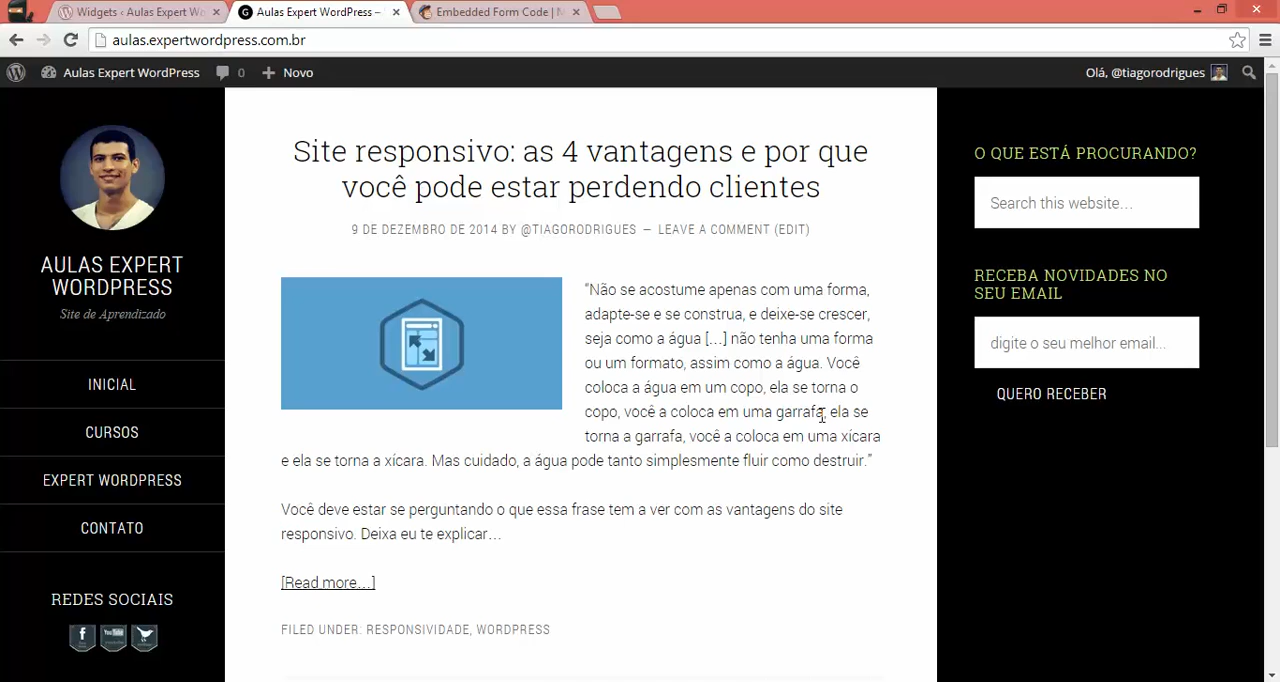 Widgets ‹ Aulas Expert Wo
Aulas Expert WordPress –
Embedded Form Code | M
aulas.expertwordpress.com.br
Aulas Expert WordPress
0
Novo
Olá, @tiagorodrigues
AULAS EXPERT
WORDPRESS
Site de Aprendizado
INICIAL
CURSOS
EXPERT WORDPRESS
CONTATO
REDES SOCIAIS
Site responsivo: as 4 vantagens e por que
você pode estar perdendo clientes
9 DE DEZEMBRO DE 2014 BY @TIAGORODRIGUES — LEAVE A COMMENT (EDIT)
“Não se acostume apenas com uma forma,
adapte-se e se construa, e deixe-se crescer,
seja como a água [...] não tenha uma forma
ou um formato, assim como a água. Você
coloca a água em um copo, ela se torna o
copo, você a coloca em uma garrafa, ela se
torna a garrafa, você a coloca em uma xícara
e ela se torna a xícara. Mas cuidado, a água pode tanto simplesmente fluir como destruir.”
Você deve estar se perguntando o que essa frase tem a ver com as vantagens do site
responsivo. Deixa eu te explicar…
[Read more...]
FILED UNDER: RESPONSIVIDADE, WORDPRESS
O QUE ESTÁ PROCURANDO?
Search this website…
RECEBA NOVIDADES NO
SEU EMAIL
digite o seu melhor email...
QUERO RECEBER